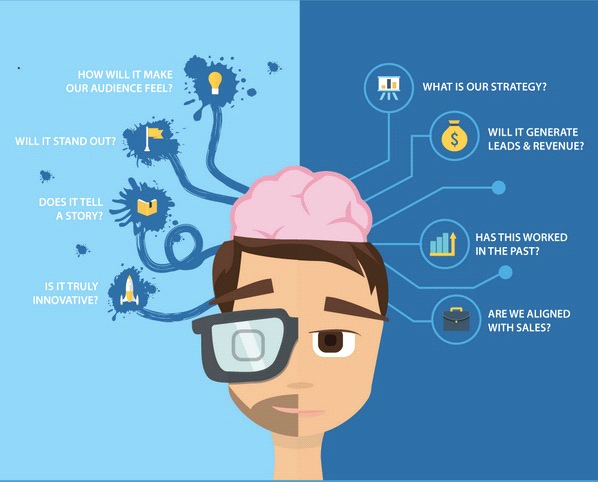 HOW WILL IT MAKE
OUR AUDIENCE FEEL?
WILL IT STAND OUT?
DOES IT TELL
A STORY?
IS IT TRULY
INNOVATIVE?
WHAT IS OUR STRATEGY?
WILL IT GENERATE
LEADS & REVENUE?
$
HAS THIS WORKED
IN THE PAST?
ARE WE ALIGNED
WITH SALES?